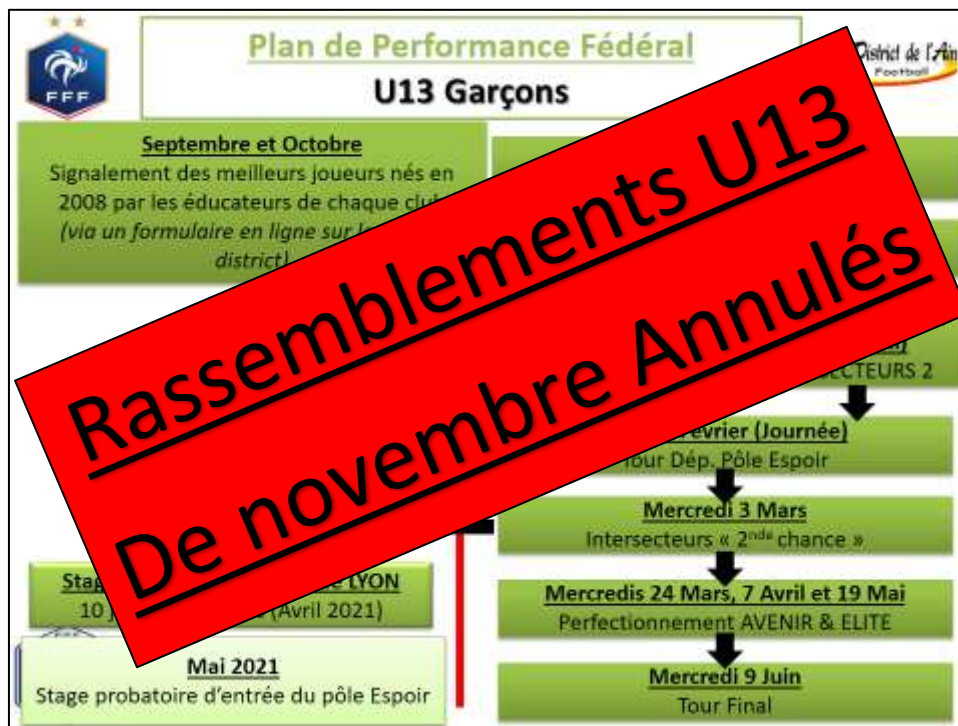 FFF
Plan de Performance Fédéral
U13 Garçons
District de l'Ain
Football
Septembre et Octobre
Signalement des meilleurs joueurs nés en
2008 par les éducateurs de chaque
(via un formulaire en ligne sur
district)
Rassemblements U13
De novembre Annulés
2
(Journée)
Tour Dép. Pôle Espoir
Mercredi 3 Mars
Intersecteurs « 2nde chance »
Mercredis 24 Mars, 7 Avril et 19 Mai
Perfectionnement AVENIR & ELITE
Mercredi 9 Juin
Tour Final
LYON
10 (Avril 2021)
Mai 2021
Stage probatoire d'entrée du pôle Espoir